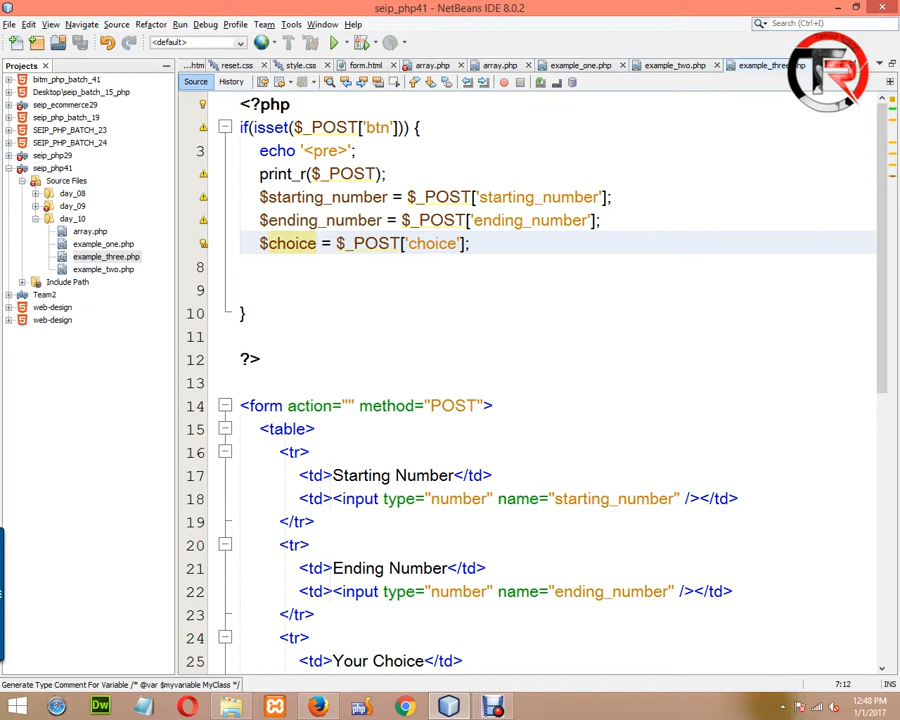 seip_php41 - NetBeans IDE 8.0.2
File Edit View Navigate Source Refactor Run Debug Profile Team Tools Window Help
Search (Ctrl+I)
<default>
Projects
...htm reset.css style.css form.html array.php array.php example_one.php example_two.php example_three.php
Source History
bitm_php_batch_41
Desktop\seip_batch_15_php
seip_ecommerce29
seip_php_batch_19
SEIP_PHP_BATCH_23
SEIP_PHP_BATCH_24
seip_php29
seip_php41
Source Files
day_08
day_09
day_10
array.php
example_one.php
example_three.php
example_two.php
Include Path
Team2
web-design
web-design
<?php
if(isset($_POST['btn'])) {
3 echo '<pre>';
print_r($_POST);
$starting_number = $_POST['starting_number'];
$ending_number = $_POST['ending_number'];
$choice = $_POST['choice'];
8
9
10 }
11
12 ?>
13
14 <form action="" method="POST">
15 <table>
16 <tr>
17 <td>Starting Number</td>
18 <td><input type="number" name="starting_number" /></td>
19 </tr>
20 <tr>
21 <td>Ending Number</td>
22 <td><input type="number" name="ending_number" /></td>
23 </tr>
24 <tr>
25 <td>Your Choice</td>
Generate Type Comment For Variable /* @var $myvariable MyClass */
7:12 INS
Dw
php
12:48 PM
1/1/2017